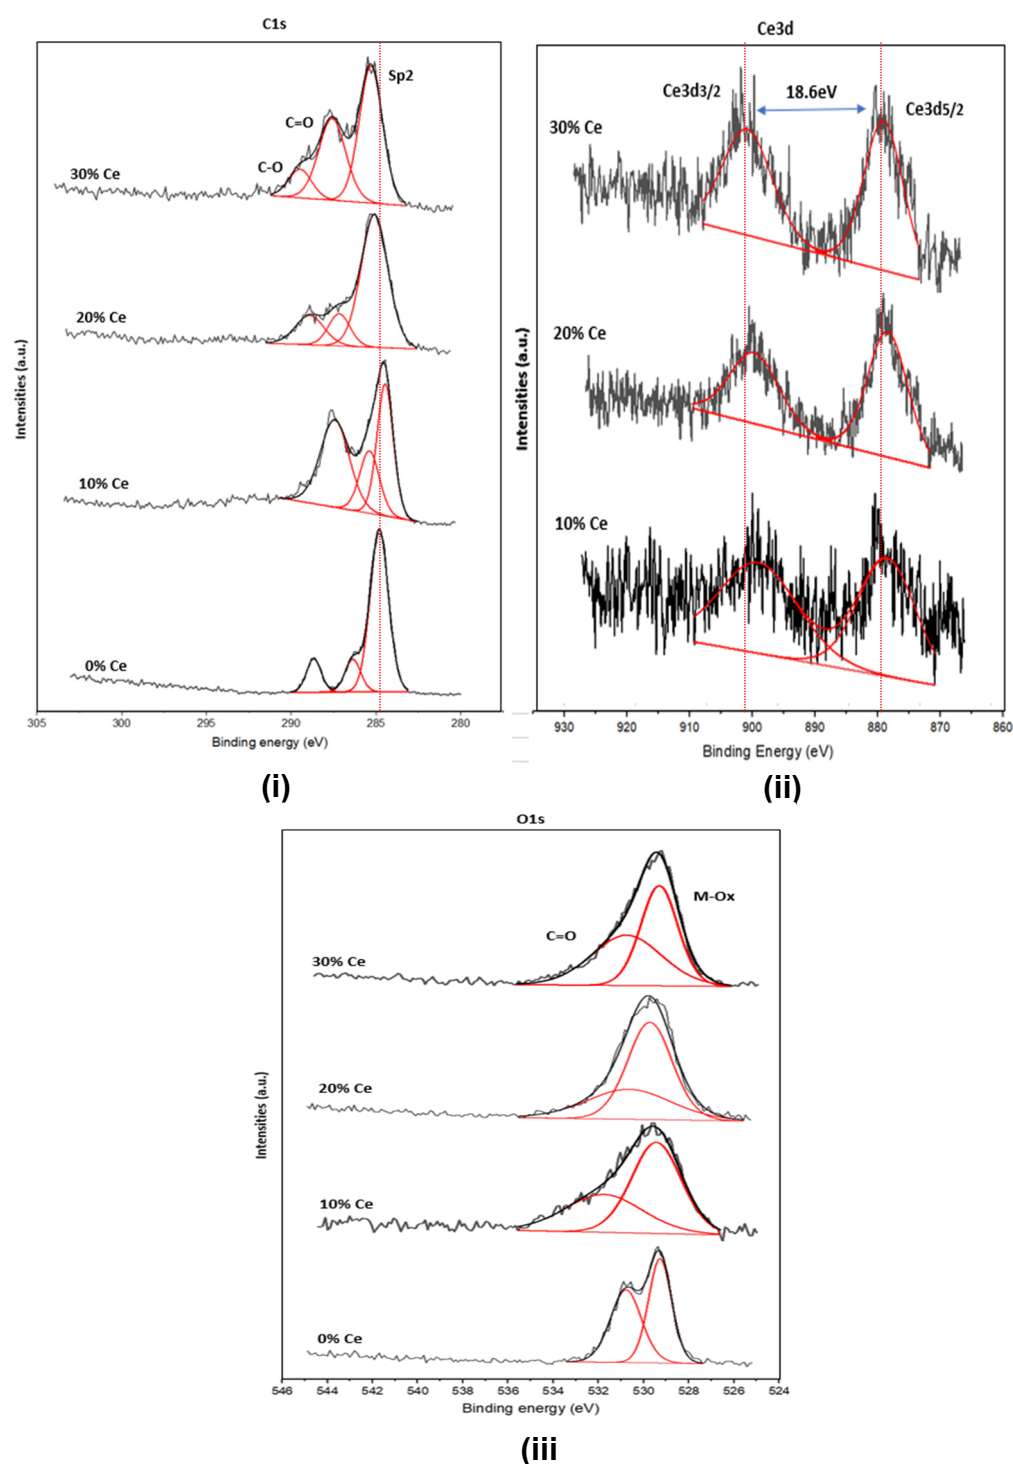 C1s
Sp2
C=O
C-O
30% Ce
20% Ce
10% Ce
0% Ce
Intensities (a.u.)
305 300 295 290 285 280
Binding energy (eV)
(i)
Ce3d
Ce3d3/2
18.6eV
Ce3d5/2
30% Ce
20% Ce
10% Ce
Intensities (a.u.)
930 920 910 900 890 880 870 860
Binding Energy (eV)
(ii)
O1s
M-Ox
C=O
30% Ce
20% Ce
10% Ce
0% Ce
Intensities (a.u.)
546 544 542 540 538 536 534 532 530 528 526 524
Binding energy (eV)
(iii